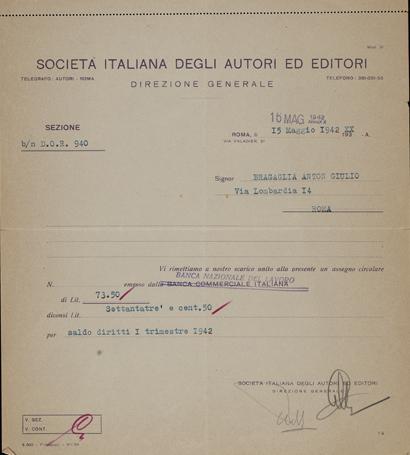 SOCIETÀ ITALIANA DEGLI AUTORI ED EDITORI
TELEGRAFO: AUTORI - ROMA
TELEFONO:
DIREZIONE GENERALE
16 MAG 1942
SEZIONE
ROMA, li 15 Maggio 1942 XX 193 A.
b/n D.O.R. 940
VIA VALADIER, 37
Signor BRAGAGLIA ANTON GIULIO
Via Lombardia 14
ROMA
Vi rimettiamo a nostro scarico unito alla presente un assegno circolare
BANCA NAZIONALE DEL LAVORO
N. emesso dalla BANCA COMMERCIALE ITALIANA
di Lit. 73.50
diconsi Lit. Settantatre' e cent.50
per saldo diritti I trimestre 1942
SOCIETÀ ITALIANA DEGLI AUTORI ED EDITORI
DIREZIONE GENERALE
V. SEZ.
V. CONT.